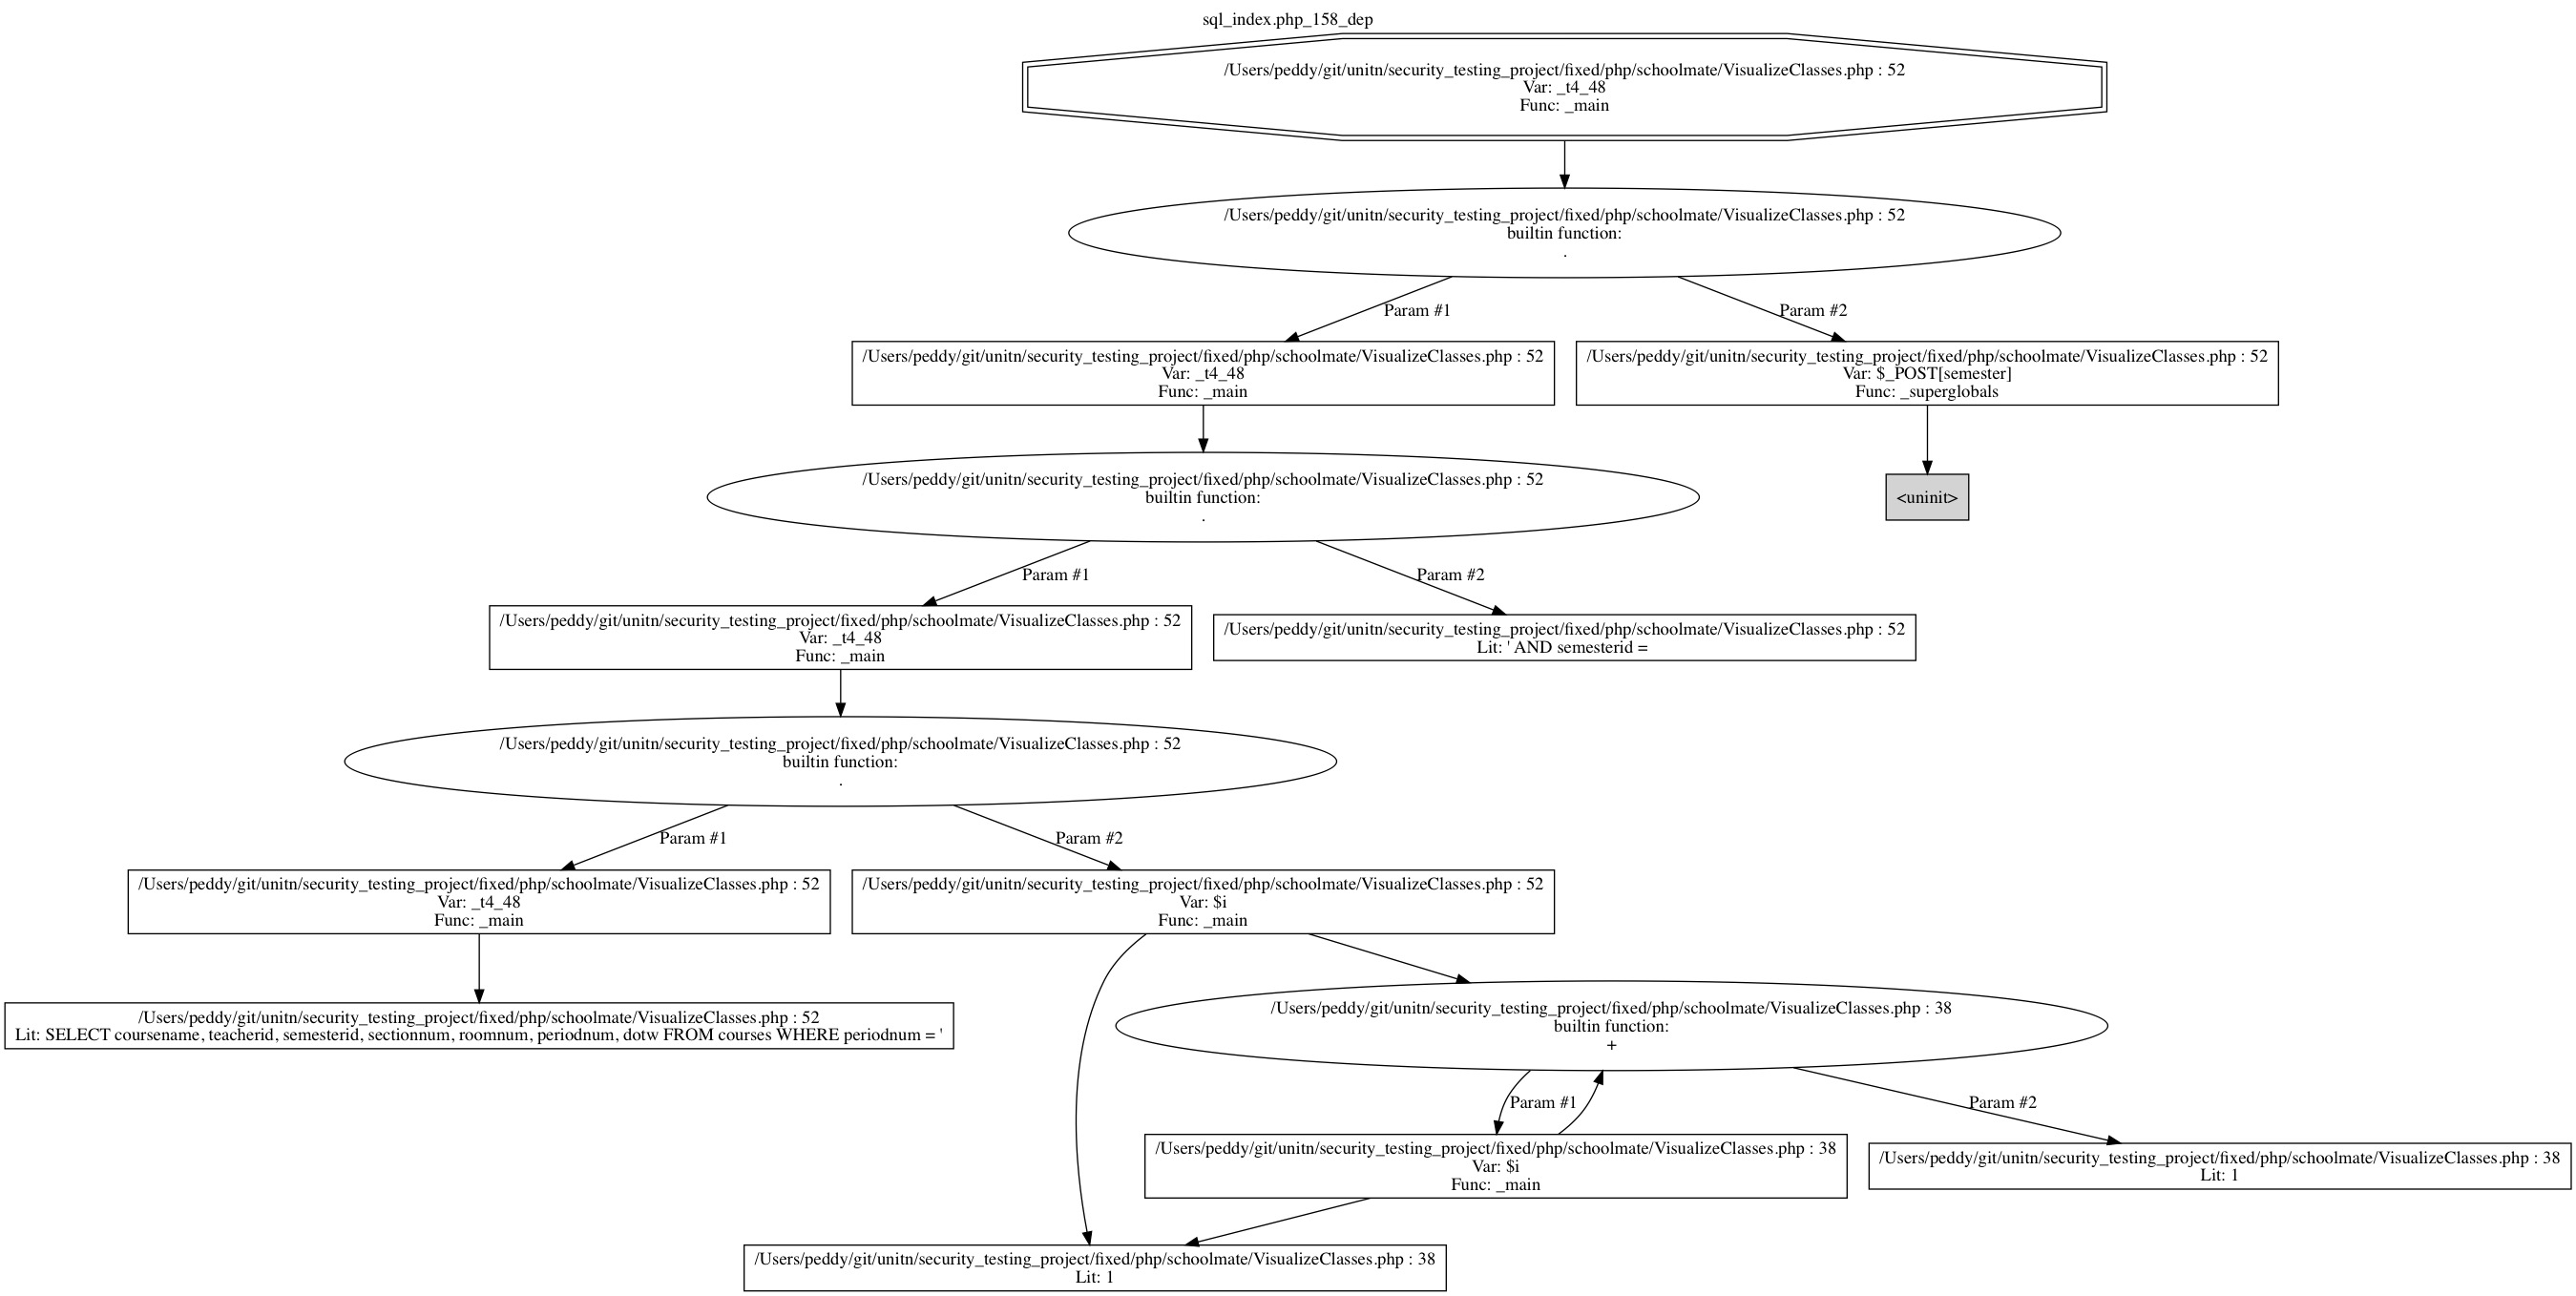 sql_index.php_158_dep
/Users/peddy/git/unitn/security_testing_project/fixed/php/schoolmate/VisualizeClasses.php : 52
Var: _t4_48
Func: _main
/Users/peddy/git/unitn/security_testing_project/fixed/php/schoolmate/VisualizeClasses.php : 52
builtin function:
.
Param #1
Param #2
/Users/peddy/git/unitn/security_testing_project/fixed/php/schoolmate/VisualizeClasses.php : 52
Var: _t4_48
Func: _main
/Users/peddy/git/unitn/security_testing_project/fixed/php/schoolmate/VisualizeClasses.php : 52
Var: $_POST[semester]
Func: _superglobals
/Users/peddy/git/unitn/security_testing_project/fixed/php/schoolmate/VisualizeClasses.php : 52
builtin function:
.
<uninit>
Param #1
Param #2
/Users/peddy/git/unitn/security_testing_project/fixed/php/schoolmate/VisualizeClasses.php : 52
Var: _t4_48
Func: _main
/Users/peddy/git/unitn/security_testing_project/fixed/php/schoolmate/VisualizeClasses.php : 52
Lit: ' AND semesterid =
/Users/peddy/git/unitn/security_testing_project/fixed/php/schoolmate/VisualizeClasses.php : 52
builtin function:
.
Param #1
Param #2
/Users/peddy/git/unitn/security_testing_project/fixed/php/schoolmate/VisualizeClasses.php : 52
Var: _t4_48
Func: _main
/Users/peddy/git/unitn/security_testing_project/fixed/php/schoolmate/VisualizeClasses.php : 52
Var: $i
Func: _main
/Users/peddy/git/unitn/security_testing_project/fixed/php/schoolmate/VisualizeClasses.php : 52
Lit: SELECT coursename, teacherid, semesterid, sectionnum, roomnum, periodnum, dotw FROM courses WHERE periodnum = '
/Users/peddy/git/unitn/security_testing_project/fixed/php/schoolmate/VisualizeClasses.php : 38
builtin function:
+
Param #1
Param #2
/Users/peddy/git/unitn/security_testing_project/fixed/php/schoolmate/VisualizeClasses.php : 38
Var: $i
Func: _main
/Users/peddy/git/unitn/security_testing_project/fixed/php/schoolmate/VisualizeClasses.php : 38
Lit: 1
/Users/peddy/git/unitn/security_testing_project/fixed/php/schoolmate/VisualizeClasses.php : 38
Lit: 1